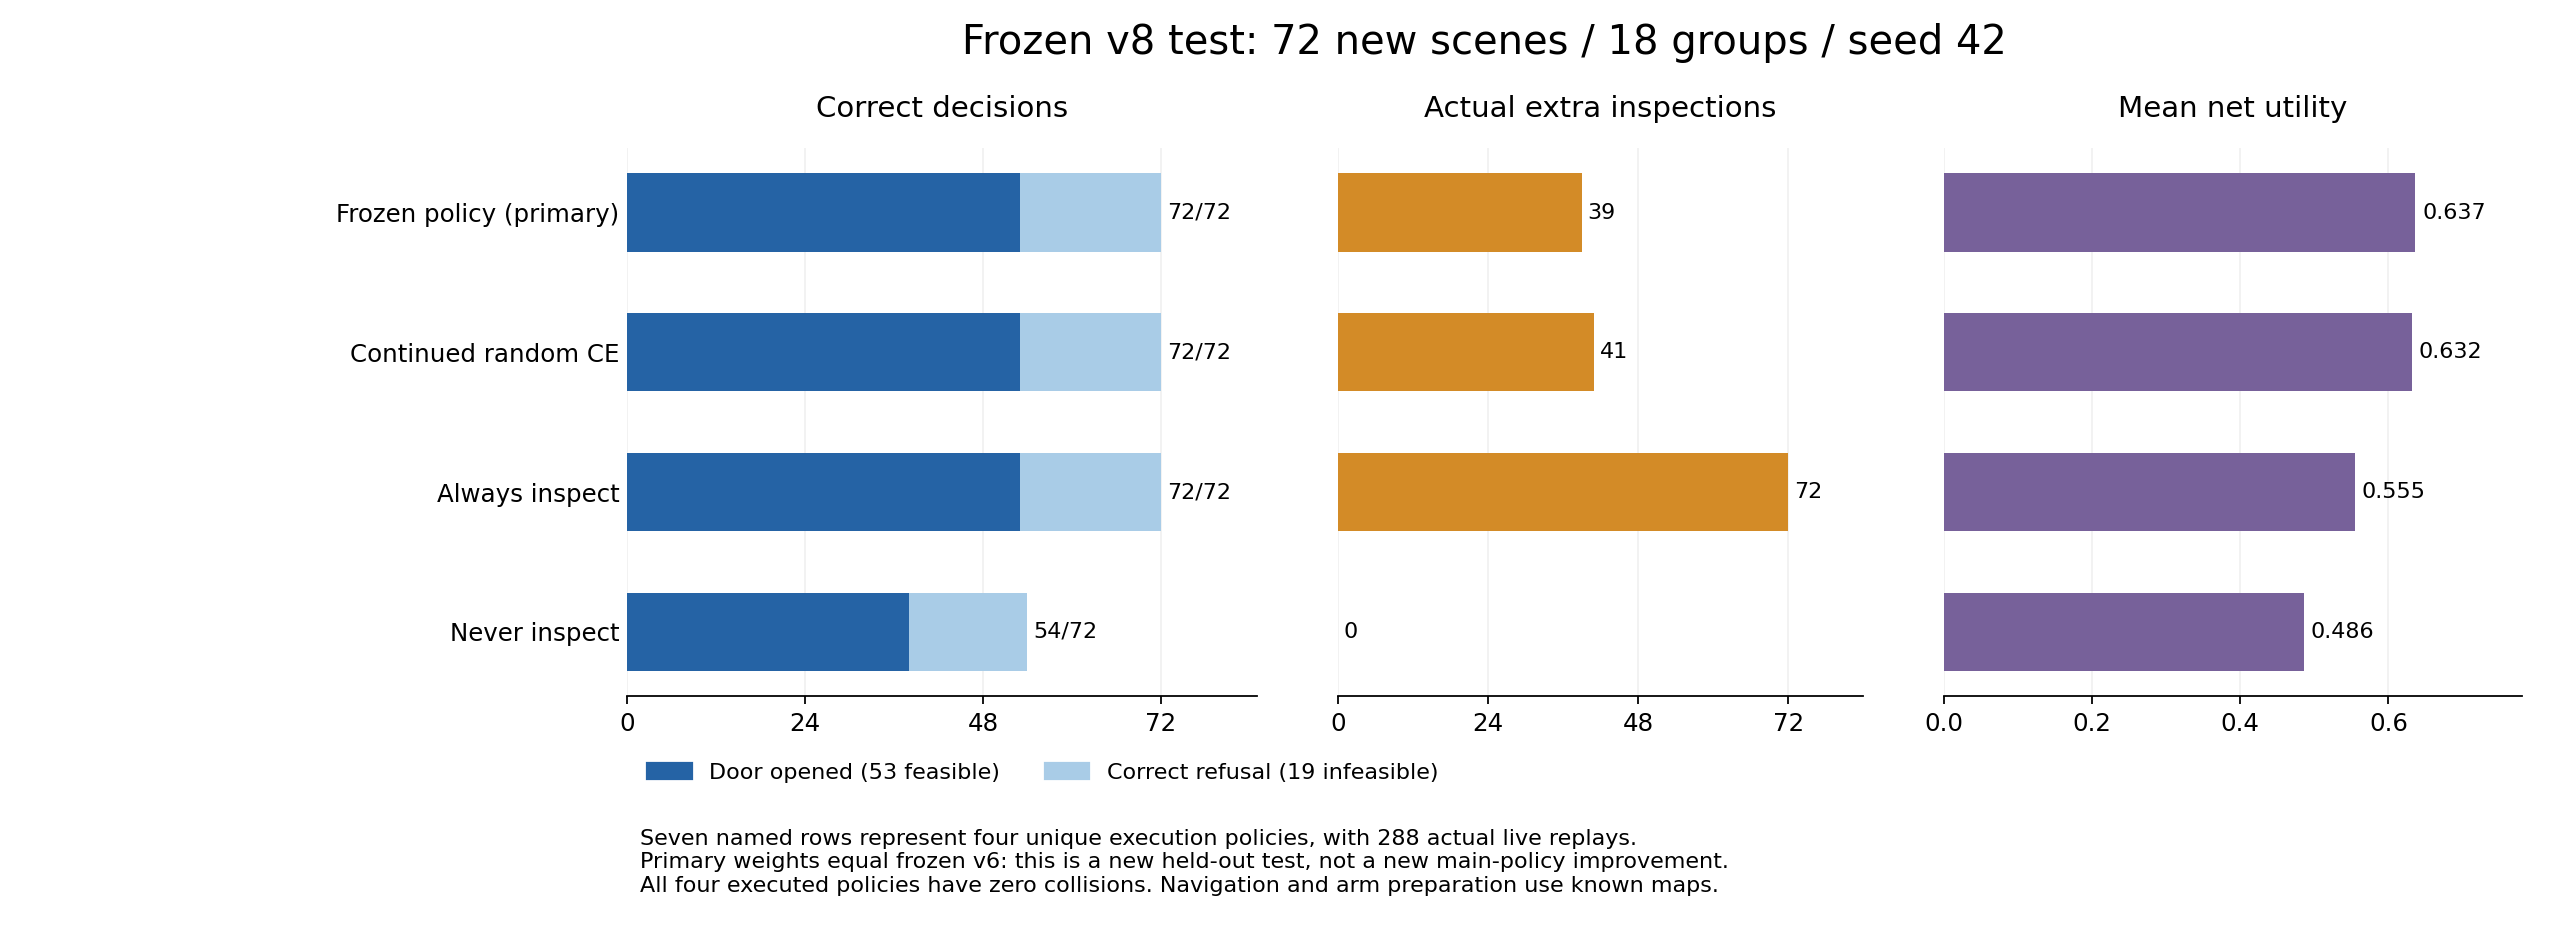 Frozen v8 test: 72 new scenes / 18 groups / seed 42
Correct decisions
Actual extra inspections
Mean net utility
Frozen policy (primary)
72/72
39
0.637
Continued random CE
72/72
41
0.632
Always inspect
72/72
72
0.555
Never inspect
54/72
0
0.486
0 24 48 72
0 24 48 72
0.0 0.2 0.4 0.6
Door opened (53 feasible)
Correct refusal (19 infeasible)
Seven named rows represent four unique execution policies, with 288 actual live replays.
Primary weights equal frozen v6: this is a new held-out test, not a new main-policy improvement.
All four executed policies have zero collisions. Navigation and arm preparation use known maps.